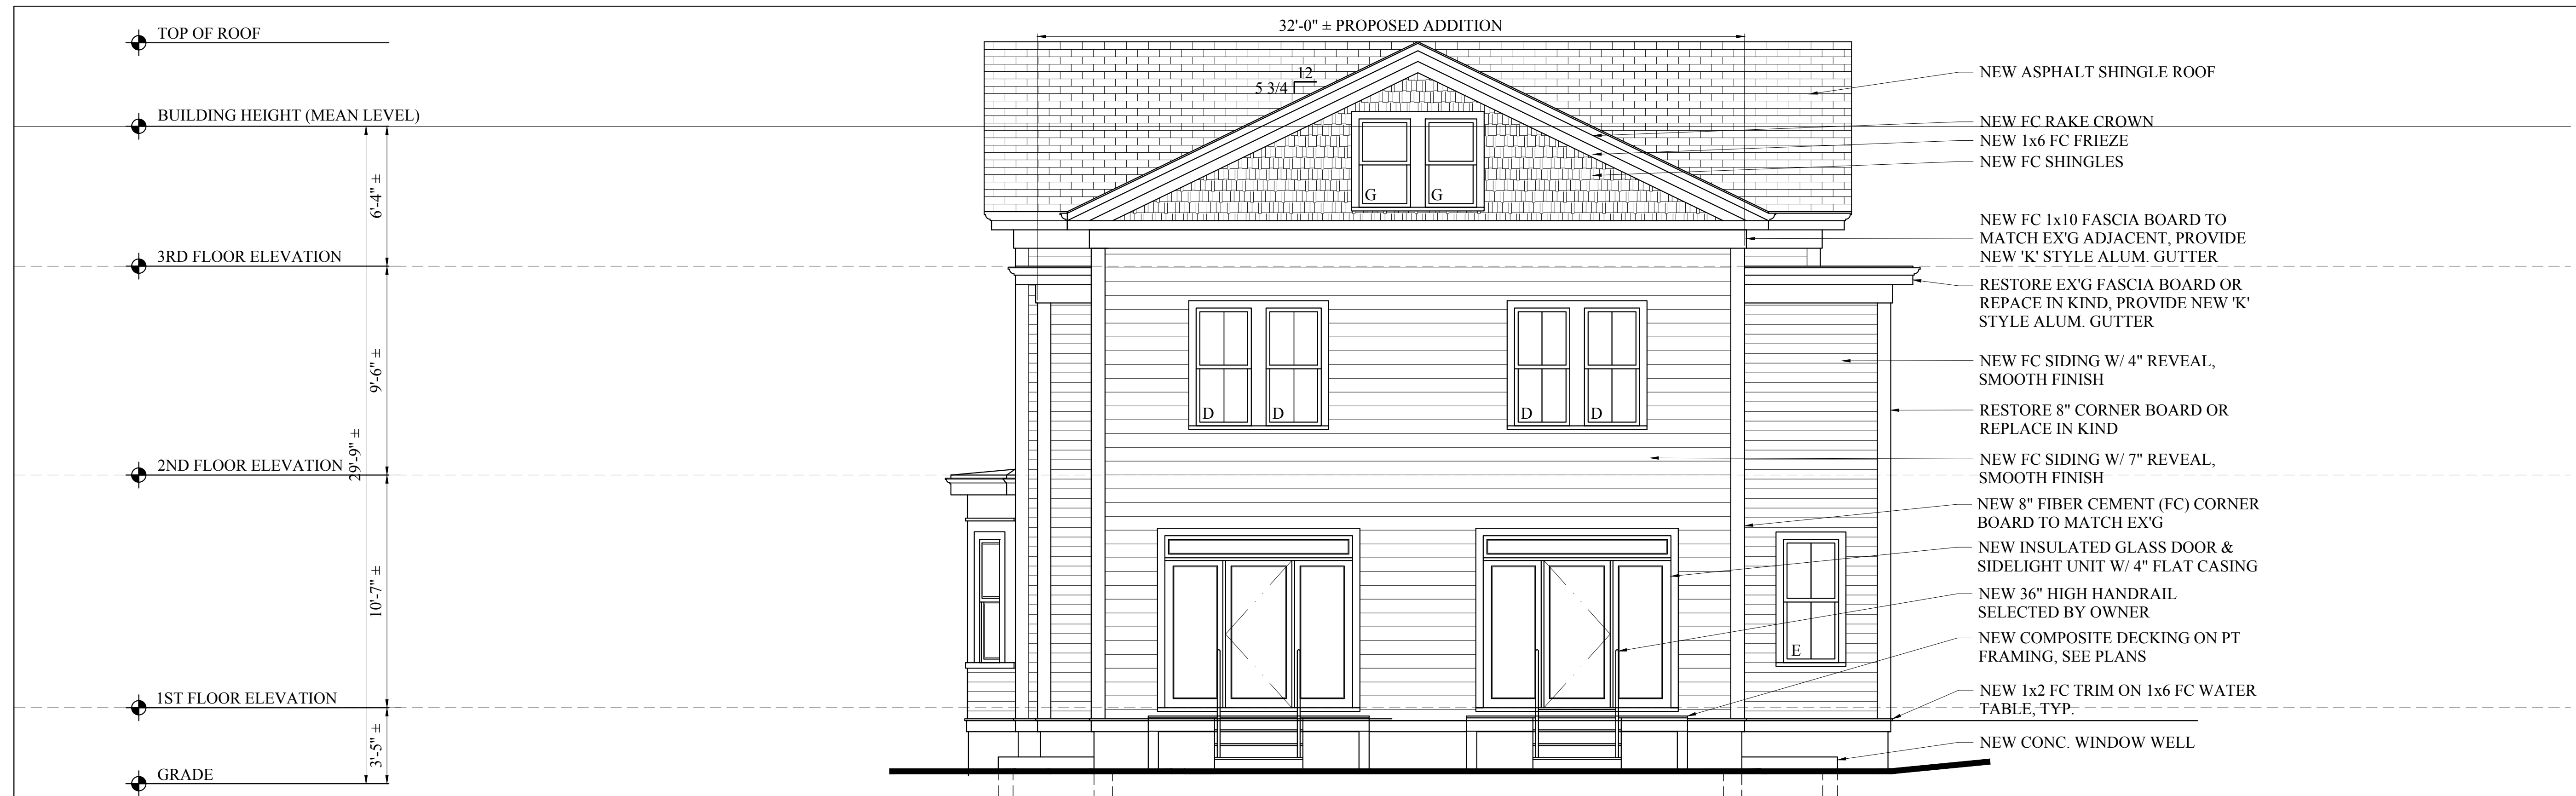 32'-0" ± PROPOSED ADDITION
TOP OF ROOF
BUILDING HEIGHT (MEAN LEVEL)
3RD FLOOR ELEVATION
2ND FLOOR ELEVATION
1ST FLOOR ELEVATION
GRADE
6'-4" ±
9'-6" ±
29'-9" ±
10'-7" ±
3'-5" ±
12
5 3/4
G
G
D
D
D
D
E
NEW ASPHALT SHINGLE ROOF
NEW FC RAKE CROWN
NEW 1x6 FC FRIEZE
NEW FC SHINGLES
NEW FC 1x10 FASCIA BOARD TO
MATCH EX'G ADJACENT, PROVIDE
NEW 'K' STYLE ALUM. GUTTER
RESTORE EX'G FASCIA BOARD OR
REPACE IN KIND, PROVIDE NEW 'K'
STYLE ALUM. GUTTER
NEW FC SIDING W/ 4" REVEAL,
SMOOTH FINISH
RESTORE 8" CORNER BOARD OR
REPLACE IN KIND
NEW FC SIDING W/ 7" REVEAL,
SMOOTH FINISH
NEW 8" FIBER CEMENT (FC) CORNER
BOARD TO MATCH EX'G
NEW INSULATED GLASS DOOR &
SIDELIGHT UNIT W/ 4" FLAT CASING
NEW 36" HIGH HANDRAIL
SELECTED BY OWNER
NEW COMPOSITE DECKING ON PT
FRAMING, SEE PLANS
NEW 1x2 FC TRIM ON 1x6 FC WATER
TABLE, TYP.
NEW CONC. WINDOW WELL